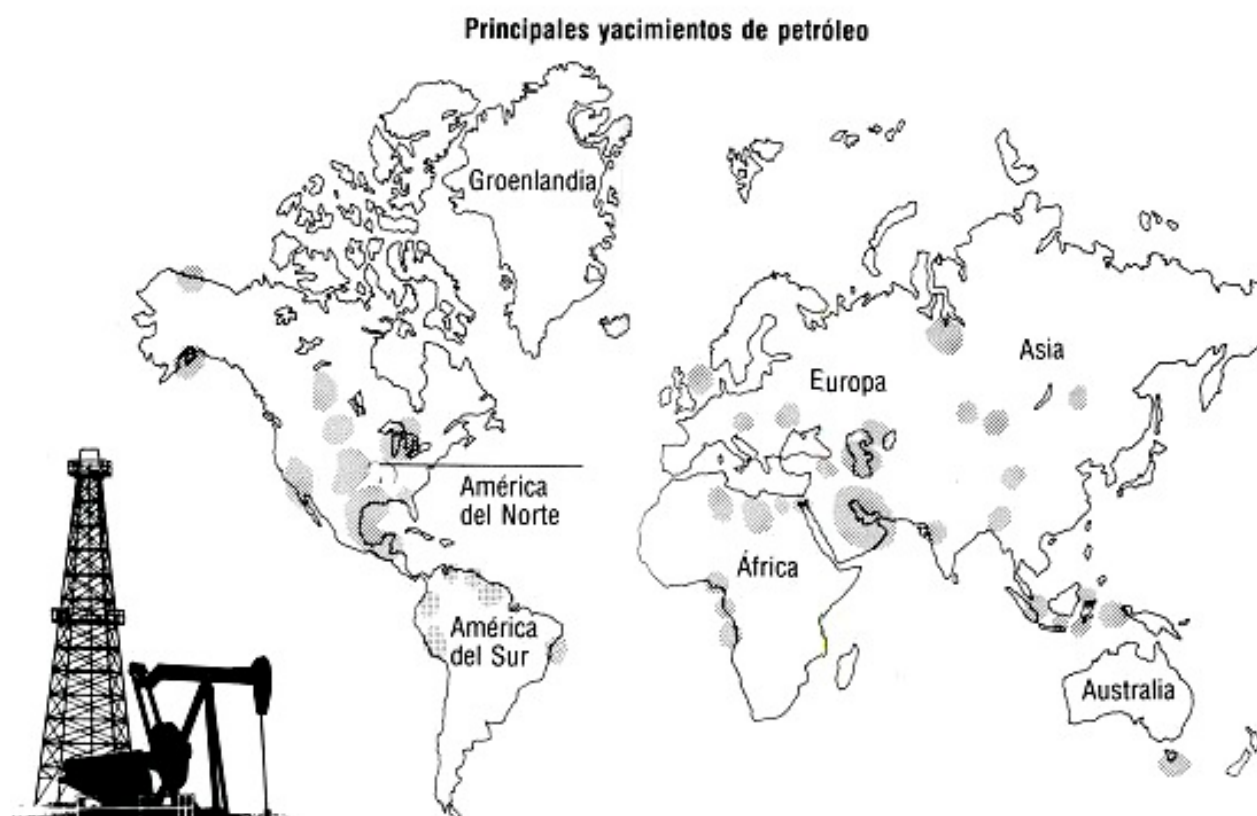 Principales yacimientos de petróleo
Groenlandia
Asia
Europa
América
del Norte
África
América
del Sur
Australia